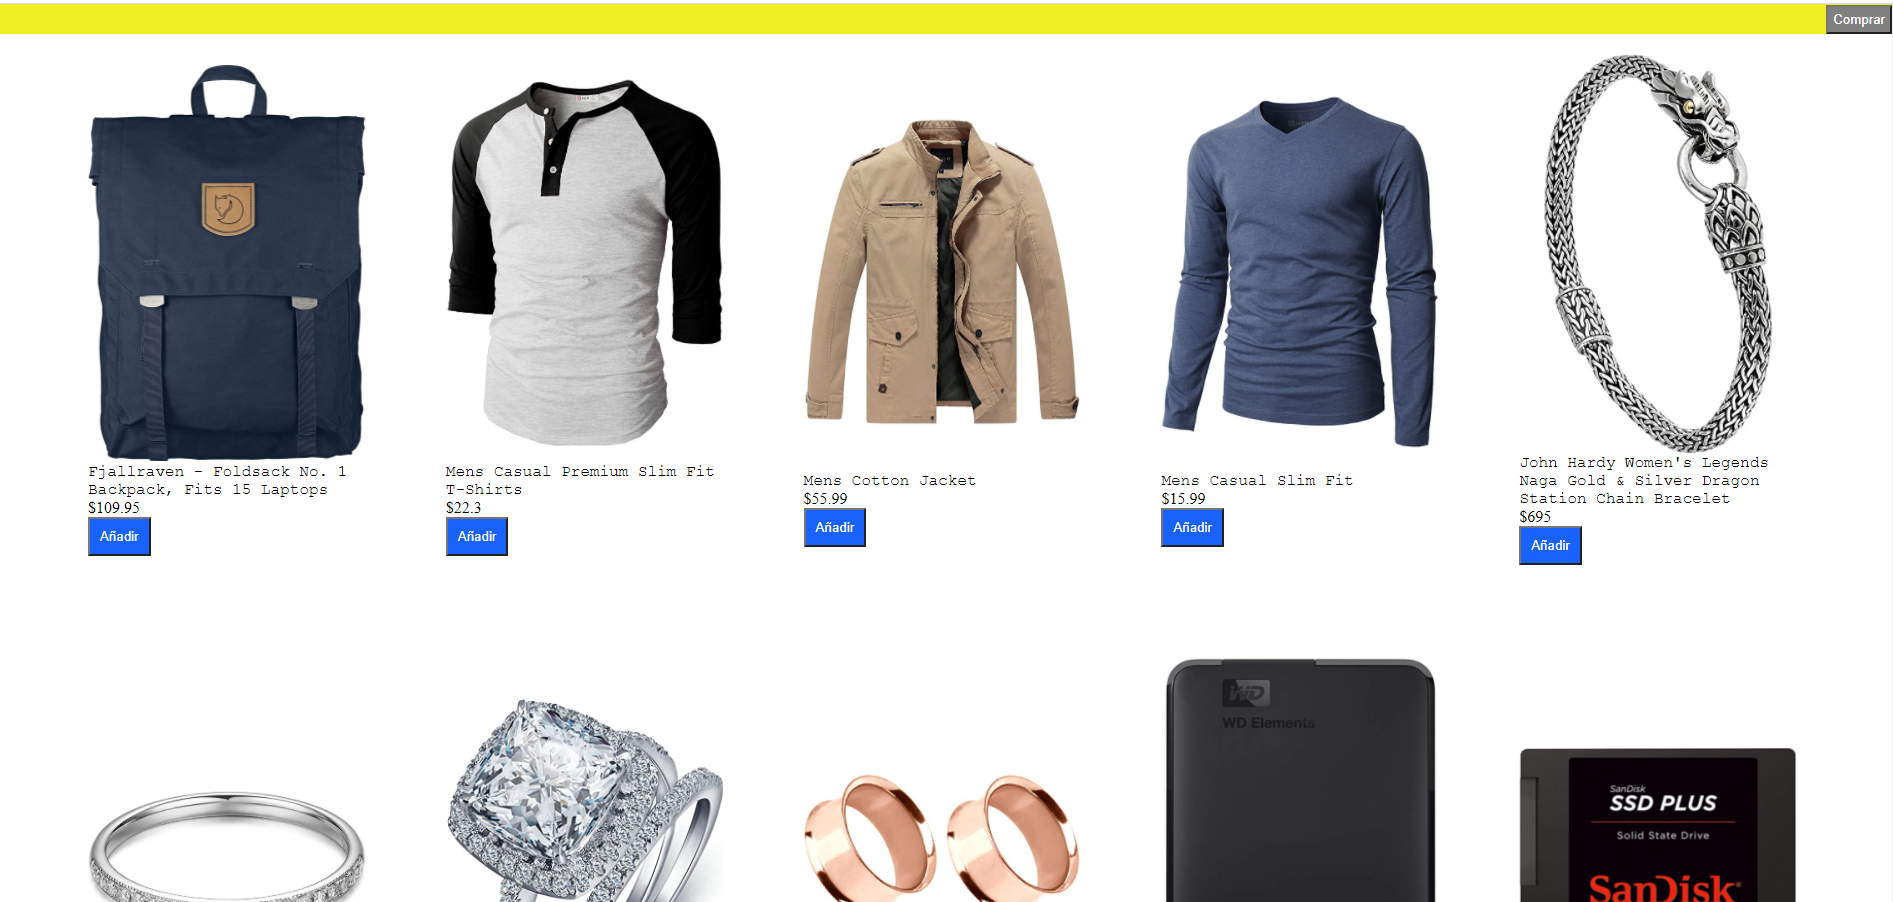 Comprar
Fjallraven - Foldsack No. 1
Backpack, Fits 15 Laptops
$109.95
Añadir
Mens Casual Premium Slim Fit
T-Shirts
$22.3
Añadir
Mens Cotton Jacket
$55.99
Añadir
Mens Casual Slim Fit
$15.99
Añadir
John Hardy Women's Legends
Naga Gold & Silver Dragon
Station Chain Bracelet
$695
Añadir
WD
WD Elements
SanDisk
SSD PLUS
Solid State Drive
SanDisk